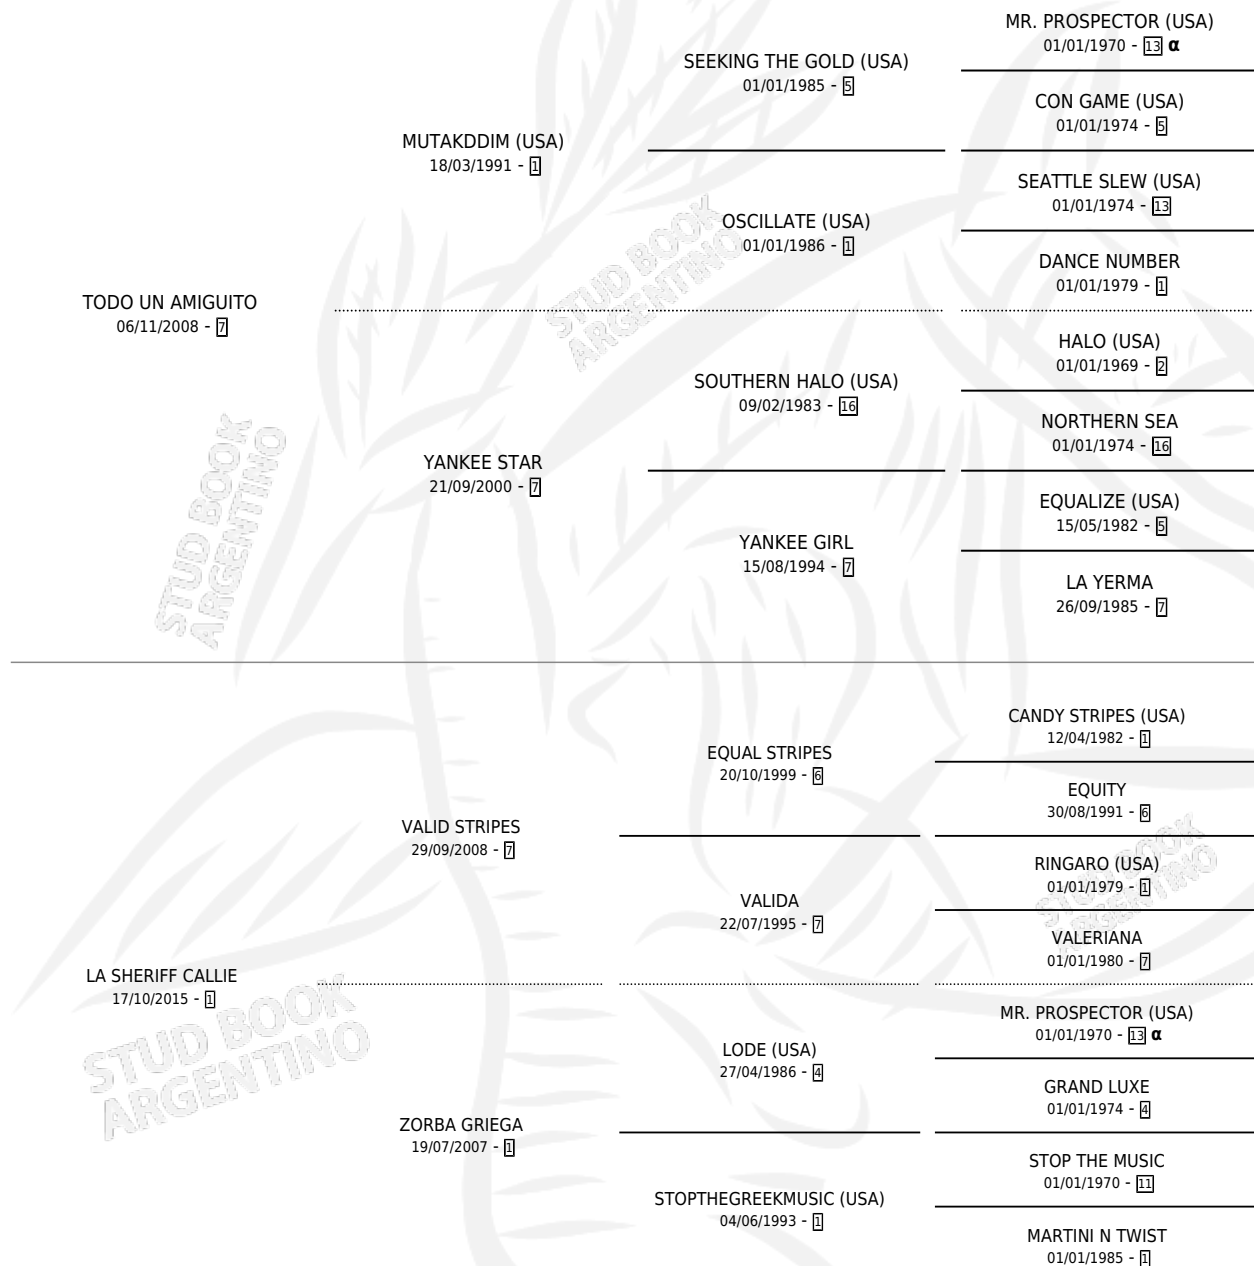 MR. PROSPECTOR (USA)
01/01/1970 - 13 α
SEEKING THE GOLD (USA)
01/01/1985 - 5
CON GAME (USA)
01/01/1974 - 5
MUTAKDDIM (USA)
18/03/1991 - 1
SEATTLE SLEW (USA)
01/01/1974 - 13
OSCILLATE (USA)
01/01/1986 - 1
DANCE NUMBER
01/01/1979 - 1
TODO UN AMIGUITO
06/11/2008 - 7
HALO (USA)
01/01/1969 - 2
SOUTHERN HALO (USA)
09/02/1983 - 16
NORTHERN SEA
01/01/1974 - 16
YANKEE STAR
21/09/2000 - 7
EQUALIZE (USA)
15/05/1982 - 5
YANKEE GIRL
15/08/1994 - 7
LA YERMA
26/09/1985 - 7
STUD BOOK
ARGENTINO
STUD BOOK
ARGENTINO
CANDY STRIPES (USA)
12/04/1982 - 1
EQUAL STRIPES
20/10/1999 - 6
EQUITY
30/08/1991 - 6
VALID STRIPES
29/09/2008 - 7
RINGARO (USA)
01/01/1979 - 1
VALIDA
22/07/1995 - 7
VALERIANA
01/01/1980 - 7
LA SHERIFF CALLIE
17/10/2015 - 1
MR. PROSPECTOR (USA)
01/01/1970 - 13 α
LODE (USA)
27/04/1986 - 4
GRAND LUXE
01/01/1974 - 4
ZORBA GRIEGA
19/07/2007 - 1
STOP THE MUSIC
01/01/1970 - 11
STOPTHEGREEKMUSIC (USA)
04/06/1993 - 1
MARTINI N TWIST
01/01/1985 - 1
STUD BOOK
ARGENTINO
STUD BOOK
ARGENTINO